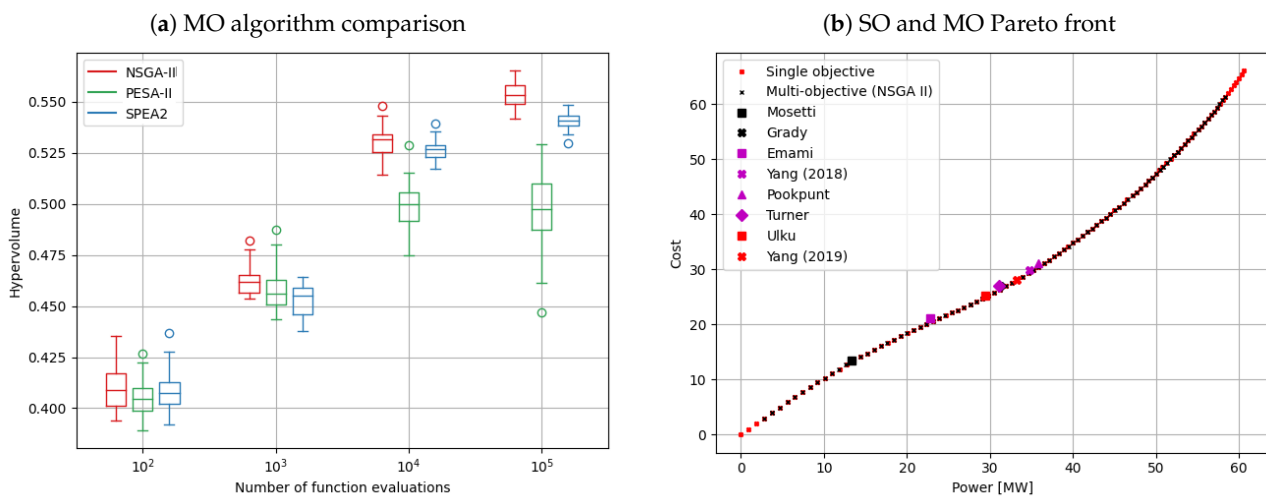 (a) MO algorithm comparison
NSGA-II
PESA-II
SPEA2
0.550
0.525
0.500
0.475
0.450
0.425
0.400
Hypervolume
10²
10³
10⁴
10⁵
Number of function evaluations
(b) SO and MO Pareto front
Single objective
Multi-objective (NSGA II)
Mosetti
Grady
Emami
Yang (2018)
Pookpunt
Turner
Ulku
Yang (2019)
60
50
40
30
20
10
0
Cost
0
10
20
30
40
50
60
Power [MW]